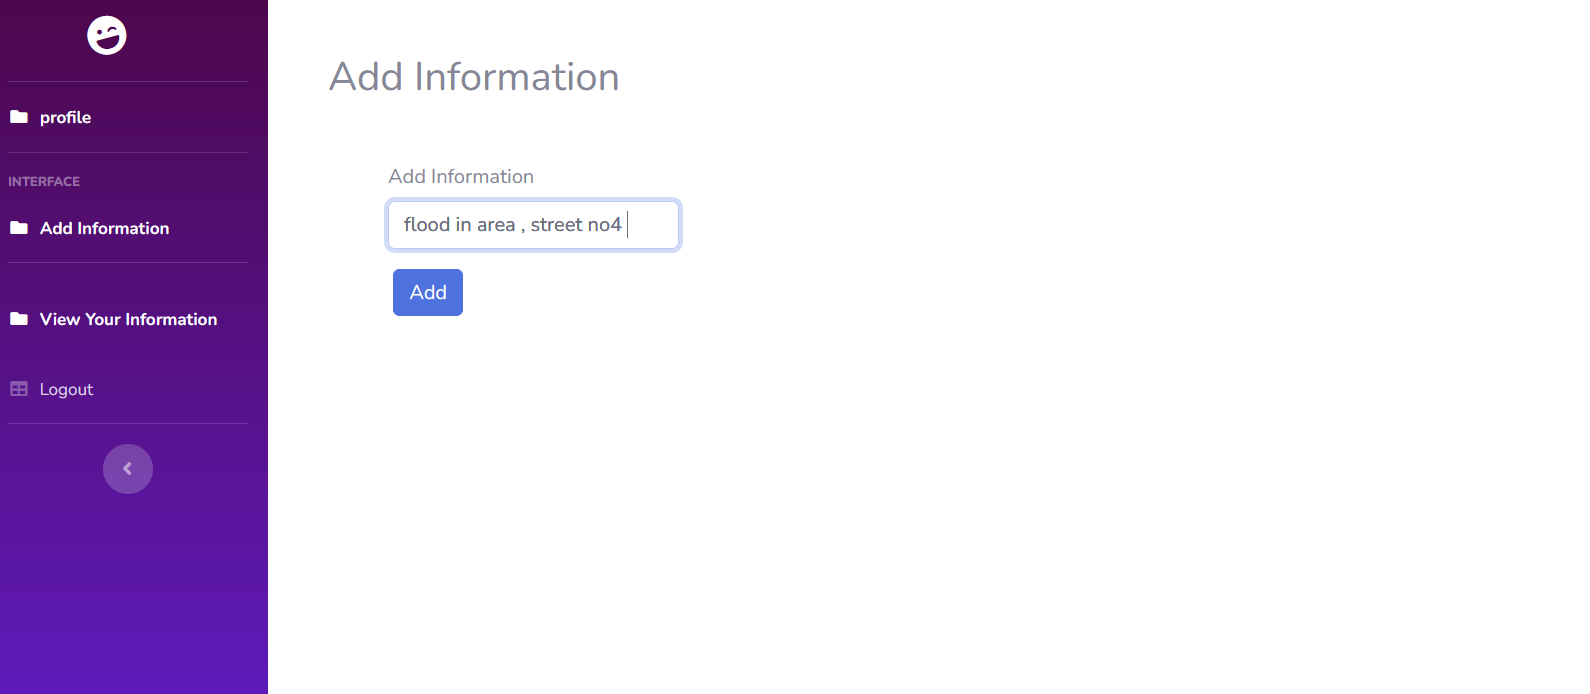 profile
INTERFACE
Add Information
View Your Information
Logout
Add Information
Add Information
flood in area , street no4
Add